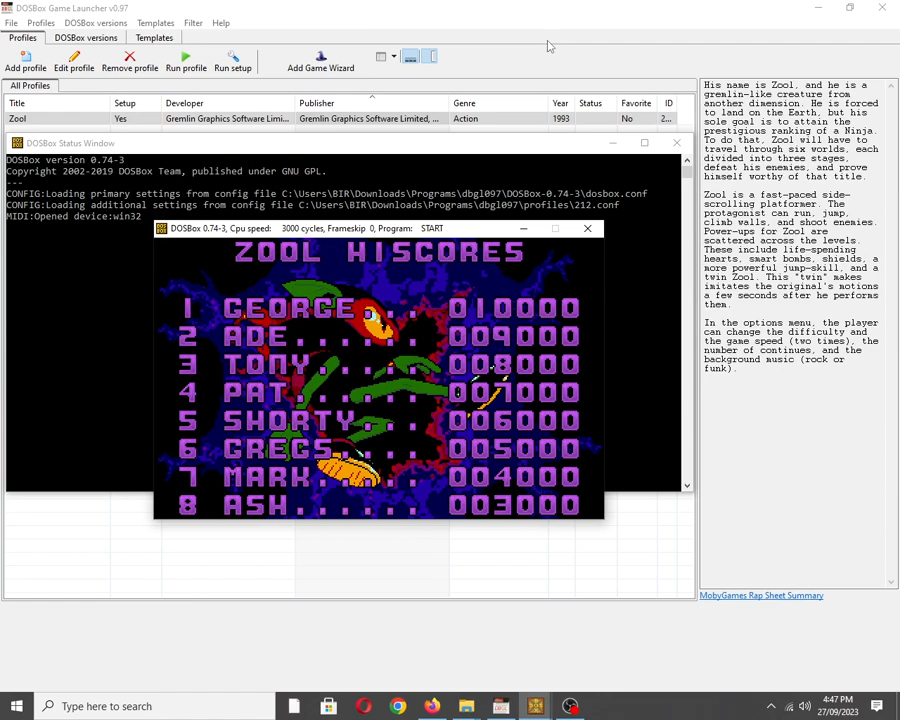 DOSBox Game Launcher v0.97
File Profiles DOSBox versions Templates Filter Help
Profiles DOSBox versions Templates
Add profile Edit profile Remove profile Run profile Run setup Add Game Wizard
All Profiles
Title Setup Developer Publisher Genre Year Status Favorite ID
Zool Yes Gremlin Graphics Software Limi... Gremlin Graphics Software Limited, ... Action 1993 No 2...
DOSBox Status Window
DOSBox version 0.74-3
Copyright 2002-2019 DOSBox Team, published under GNU GPL.
---
CONFIG:Loading primary settings from config file C:\Users\BIR\Downloads\Programs\dbgl097\DOSBox-0.74-3\dosbox.conf
CONFIG:Loading additional settings from config file C:\Users\BIR\Downloads\Programs\dbgl097\profiles\212.conf
MIDI:Opened device:win32
DOSBox 0.74-3, Cpu speed: 3000 cycles, Frameskip 0, Program: START
ZOOL HISCORES
1 GEORGE... 010000
2 ADE...... 009000
3 TONY..... 008000
4 PAT...... 007000
5 SHORTY... 006000
6 GREGS.... 005000
7 MARK..... 004000
8 ASH...... 003000
His name is Zool, and he is a
gremlin-like creature from
another dimension. He is forced
to land on the Earth, but his
sole goal is to attain the
prestigious ranking of a Ninja.
To do that, Zool will have to
travel through six worlds, each
divided into three stages,
defeat his enemies, and prove
himself worthy of that title.
Zool is a fast-paced side-
scrolling platformer. The
protagonist can run, jump,
climb walls, and shoot enemies.
Power-ups for Zool are
scattered across the levels.
These include life-spending
hearts, smart bombs, shields, a
more powerful jump-skill, and a
twin Zool. This "twin" makes
imitates the original's motions
a few seconds after he performs
them.
In the options menu, the player
can change the difficulty and
the game speed (two times), the
number of continues, and the
background music (rock or
funk).
MobyGames Rap Sheet Summary
Type here to search
4:47 PM
27/09/2023